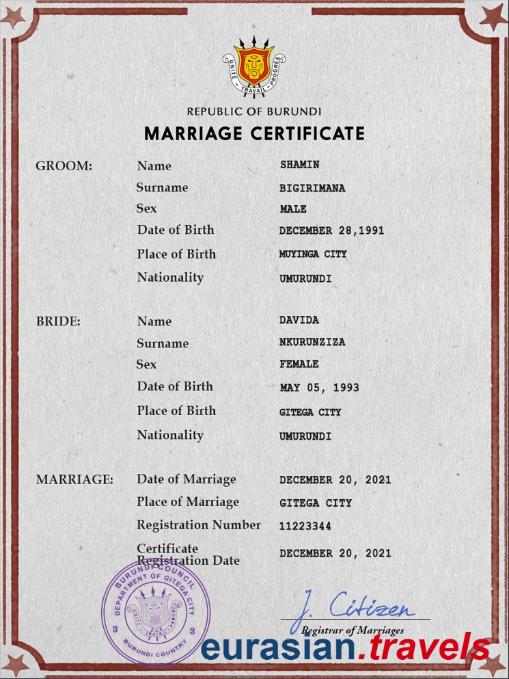 UNITE TRAVAIL PROGRES
REPUBLIC OF BURUNDI
MARRIAGE CERTIFICATE
GROOM: Name SHAMIN
Surname BIGIRIMANA
Sex MALE
Date of Birth DECEMBER 28,1991
Place of Birth MUYINGA CITY
Nationality UMURUNDI
BRIDE: Name DAVIDA
Surname NKURUNZIZA
Sex FEMALE
Date of Birth MAY 05, 1993
Place of Birth GITEGA CITY
Nationality UMURUNDI
MARRIAGE: Date of Marriage DECEMBER 20, 2021
Place of Marriage GITEGA CITY
Registration Number 11223344
Certificate
Registration Date DECEMBER 20, 2021
BURUNDI COUNCIL
DEPARTMENT OF GITEGA CITY
3 3
BURUNDI COUNTRY
J. Citizen
Registrar of Marriages
eurasian.travels